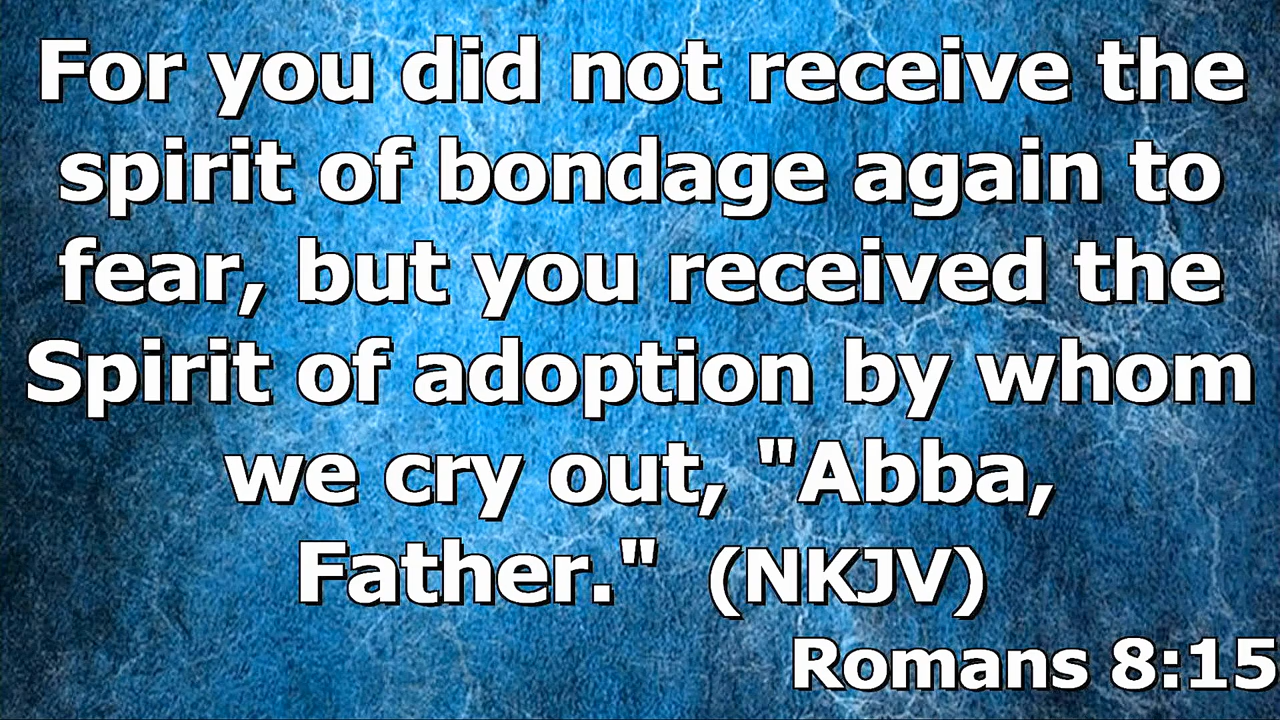 For you did not receive the
spirit of bondage again to
fear, but you received the
Spirit of adoption by whom
we cry out, "Abba,
Father."  (NKJV)
Romans 8:15